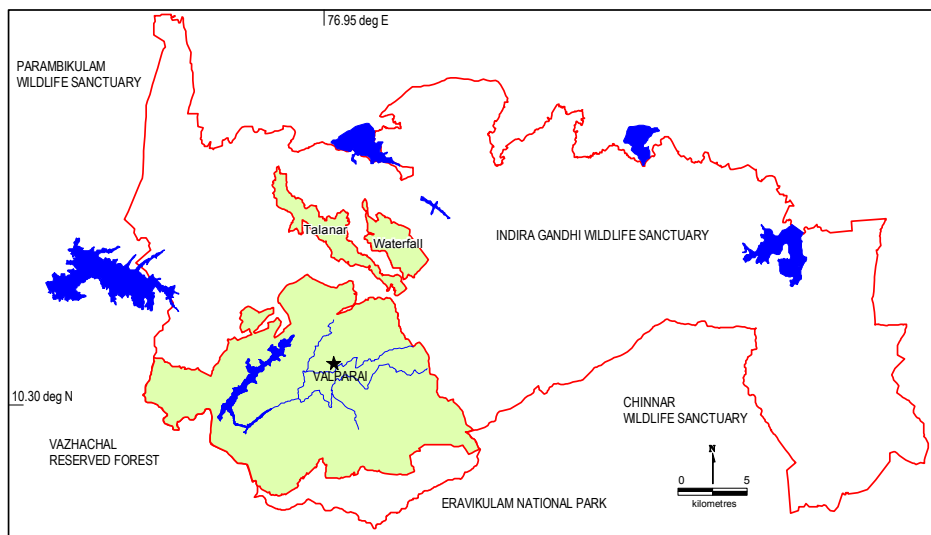 76.95 deg E
PARAMBIKULAM
WILDLIFE SANCTUARY
Talanar
Waterfall
INDIRA GANDHI WILDLIFE SANCTUARY
VALPARAI
10.30 deg N
CHINNAR
WILDLIFE SANCTUARY
VAZHACHAL
RESERVED FOREST
N
0 5
kilometres
ERAVIKULAM NATIONAL PARK